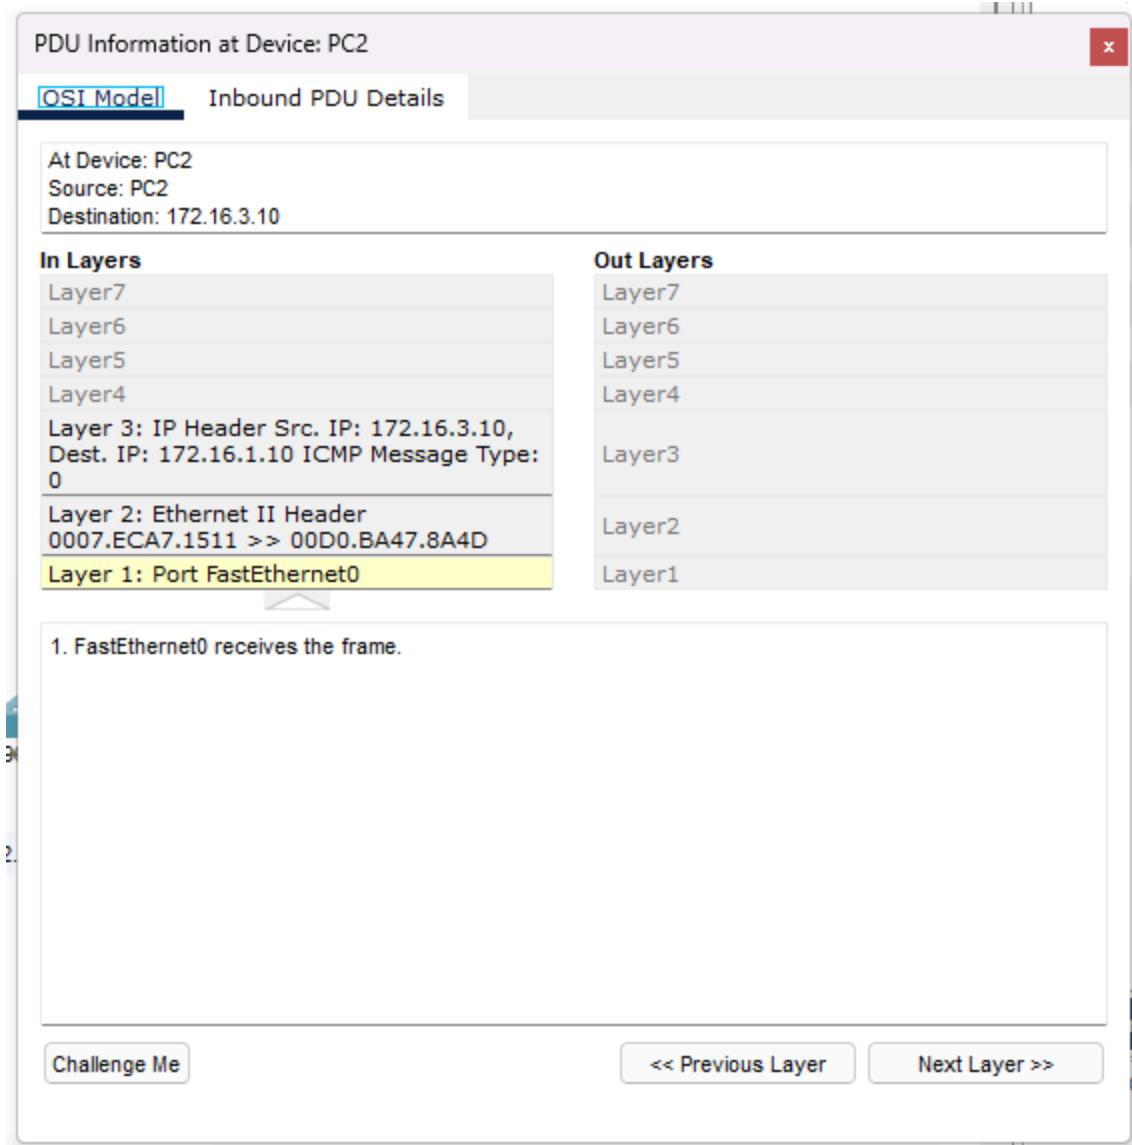 PDU Information at Device: PC2
x
OSI Model
Inbound PDU Details
At Device: PC2
Source: PC2
Destination: 172.16.3.10
In Layers
Layer7
Layer6
Layer5
Layer4
Layer 3: IP Header Src. IP: 172.16.3.10,
Dest. IP: 172.16.1.10 ICMP Message Type:
0
Layer 2: Ethernet II Header
0007.ECA7.1511 >> 00D0.BA47.8A4D
Layer 1: Port FastEthernet0
Out Layers
Layer7
Layer6
Layer5
Layer4
Layer3
Layer2
Layer1
1. FastEthernet0 receives the frame.
Challenge Me
<< Previous Layer
Next Layer >>